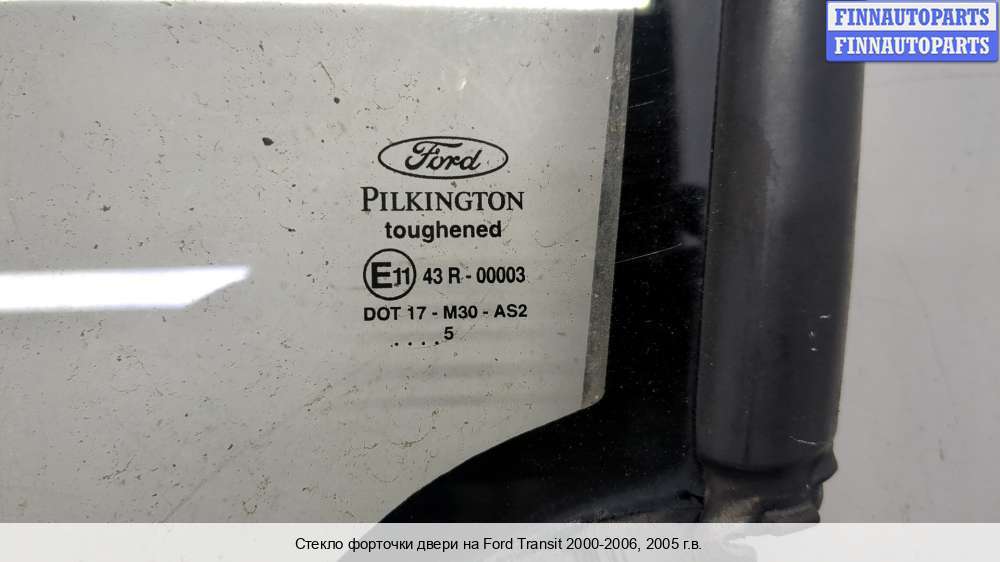 FINNAUTOPARTS
FINNAUTOPARTS
Ford
PILKINGTON
toughened
E11 43 R - 00003
DOT 17 - M30 - AS2
. . . . 5
Стекло форточки двери на Ford Transit 2000-2006, 2005 г.в.